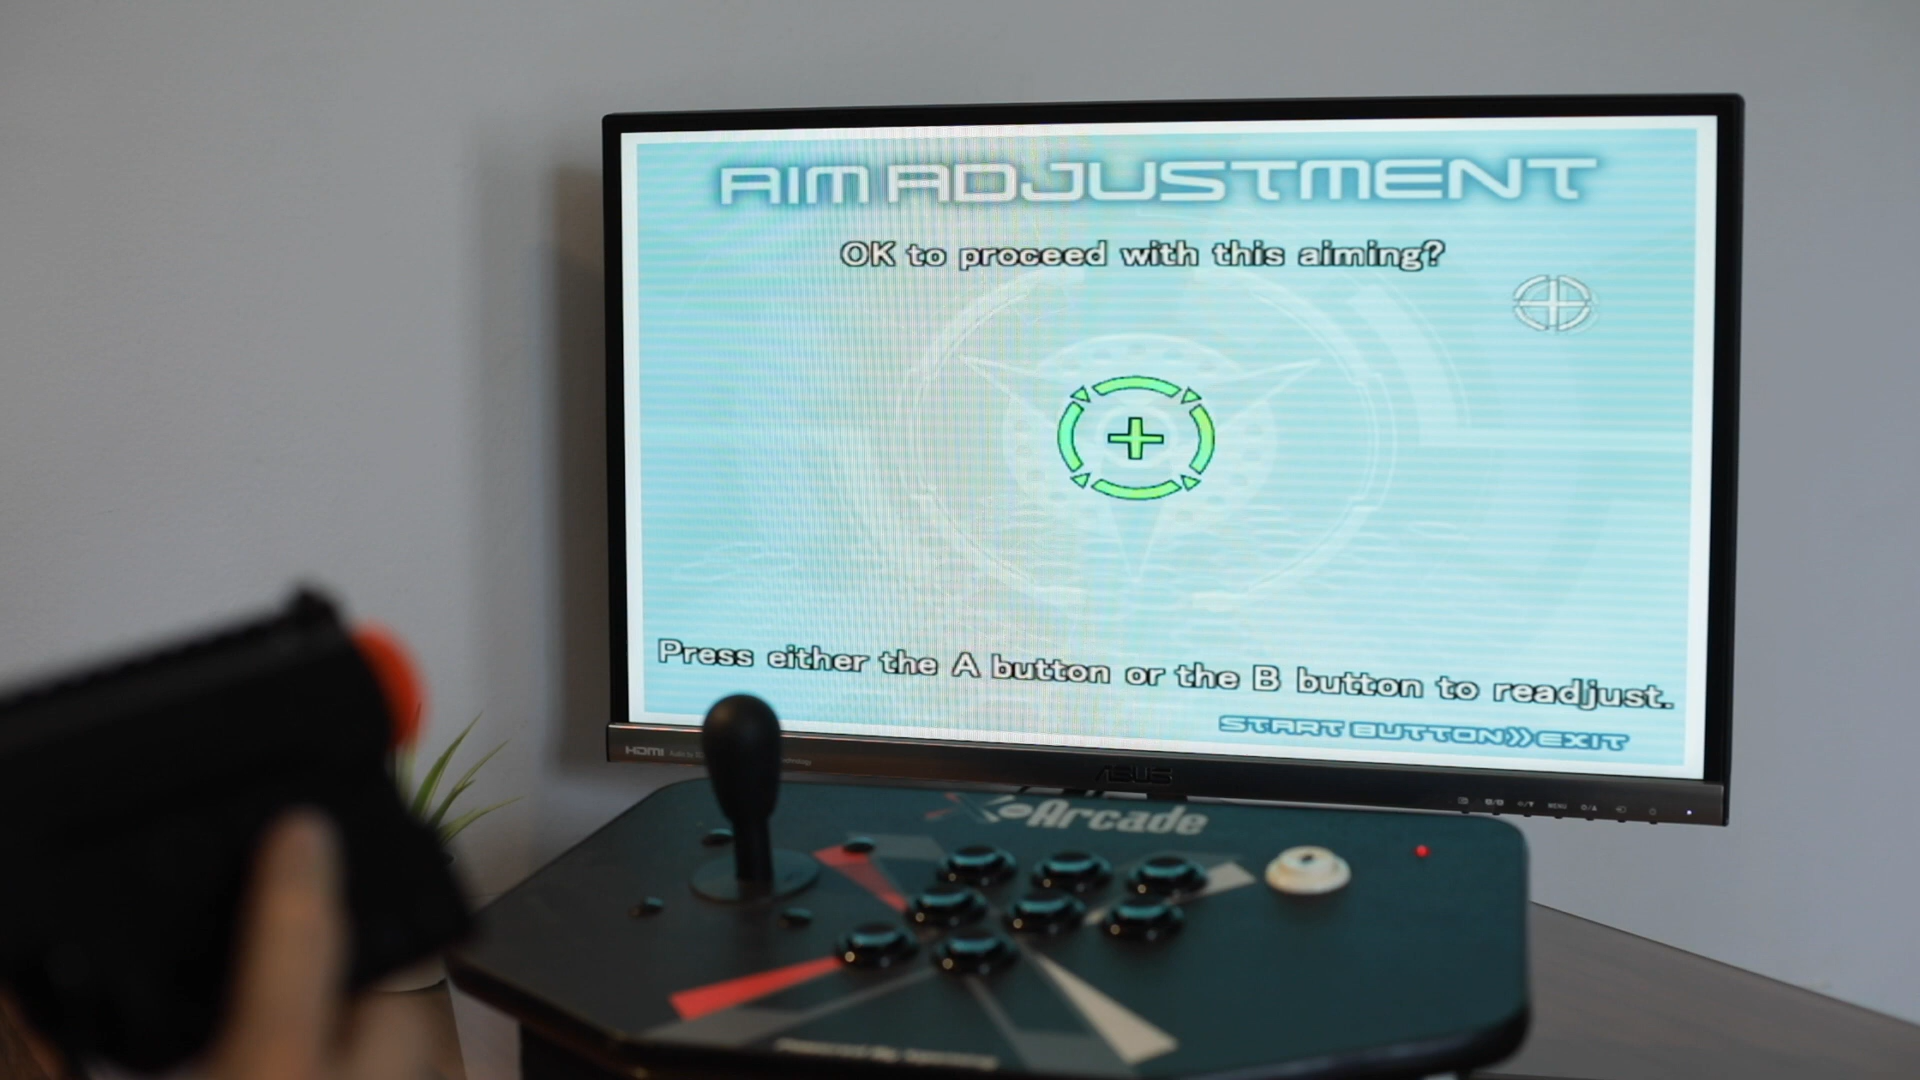 AIM ADJUSTMENT
OK to proceed with this aiming?
Press either the A button or the B button to readjust.
START BUTTON»EXIT
HDMI
ASUS
MENU
Arcade